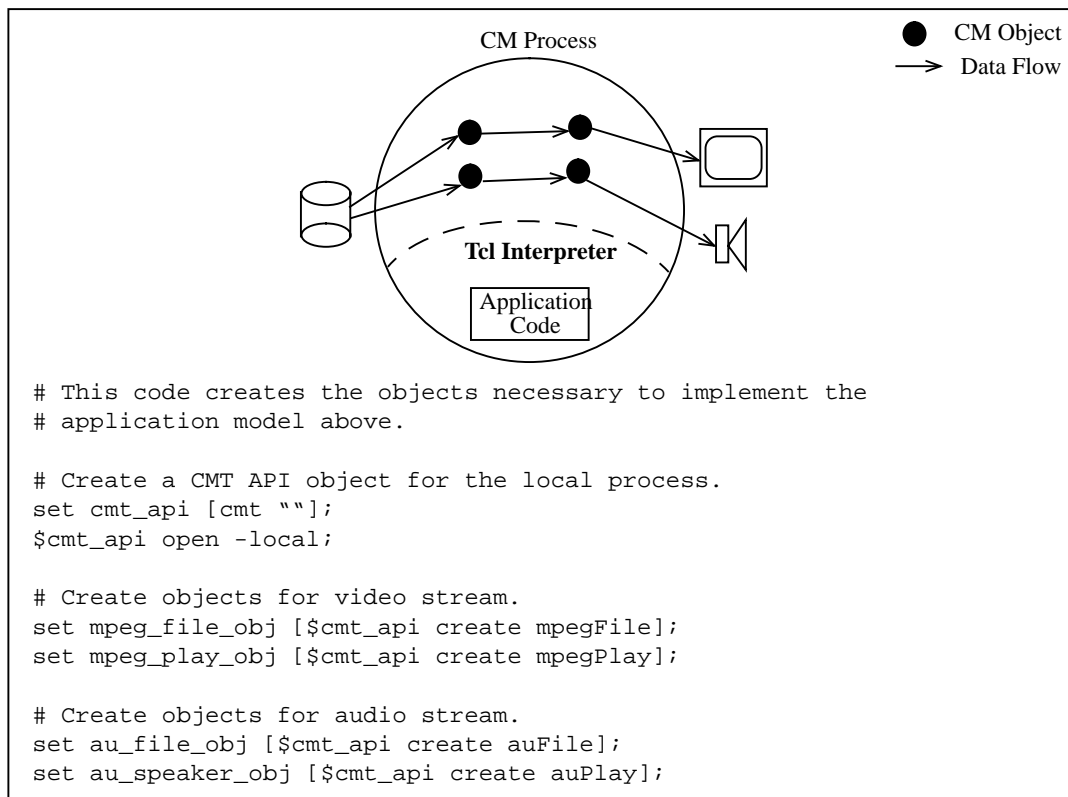 CM Process
CM Object
Data Flow
Tcl Interpreter
Application
Code
# This code creates the objects necessary to implement the
# application model above.
# Create a CMT API object for the local process.
set cmt_api [cmt ““];
$cmt_api open -local;
# Create objects for video stream.
set mpeg_file_obj [$cmt_api create mpegFile];
set mpeg_play_obj [$cmt_api create mpegPlay];
# Create objects for audio stream.
set au_file_obj [$cmt_api create auFile];
set au_speaker_obj [$cmt_api create auPlay];